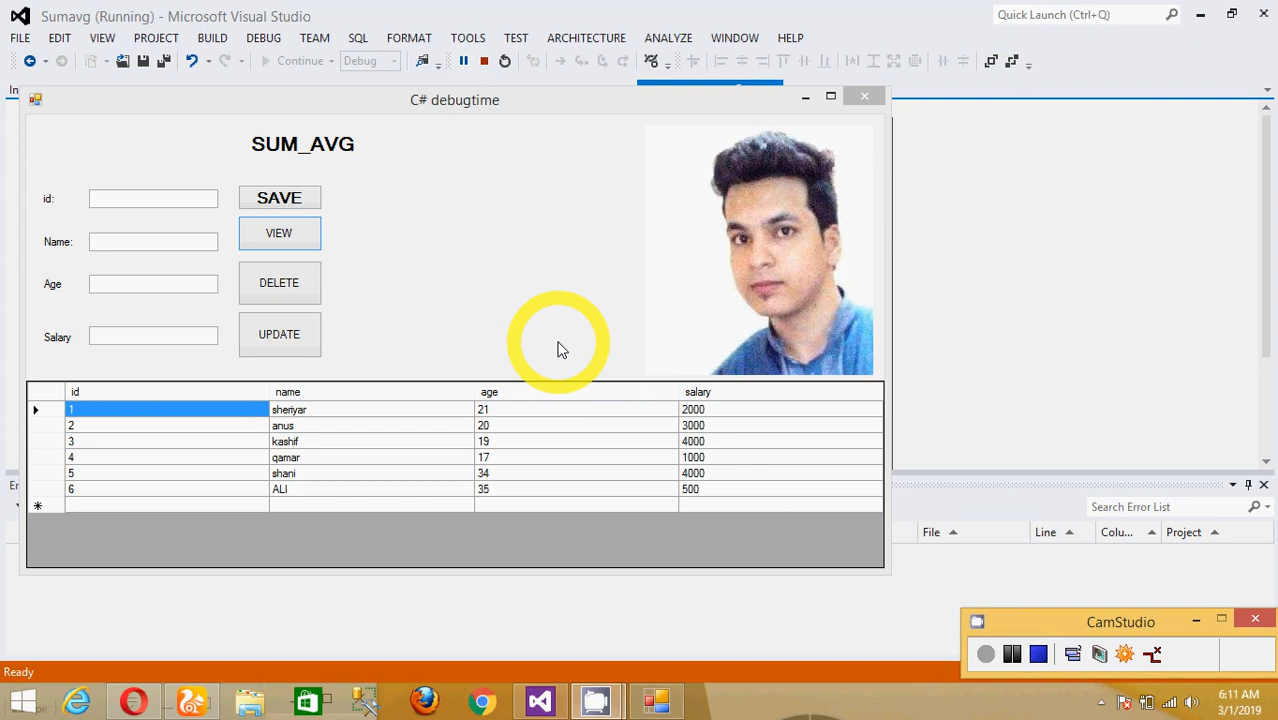 Sumavg (Running) - Microsoft Visual Studio
Quick Launch (Ctrl+Q)
FILE EDIT VIEW PROJECT BUILD DEBUG TEAM SQL FORMAT TOOLS TEST ARCHITECTURE ANALYZE WINDOW HELP
Continue Debug
In
C# debugtime
SUM_AVG
id: SAVE
Name: VIEW
Age DELETE
Salary UPDATE
id name age salary
1 sheriyar 21 2000
2 anus 20 3000
3 kashif 19 4000
4 qamar 17 1000
5 shani 34 4000
6 ALI 35 500
Er
Search Error List
File Line Colu... Project
CamStudio
Ready
6:11 AM
3/1/2019